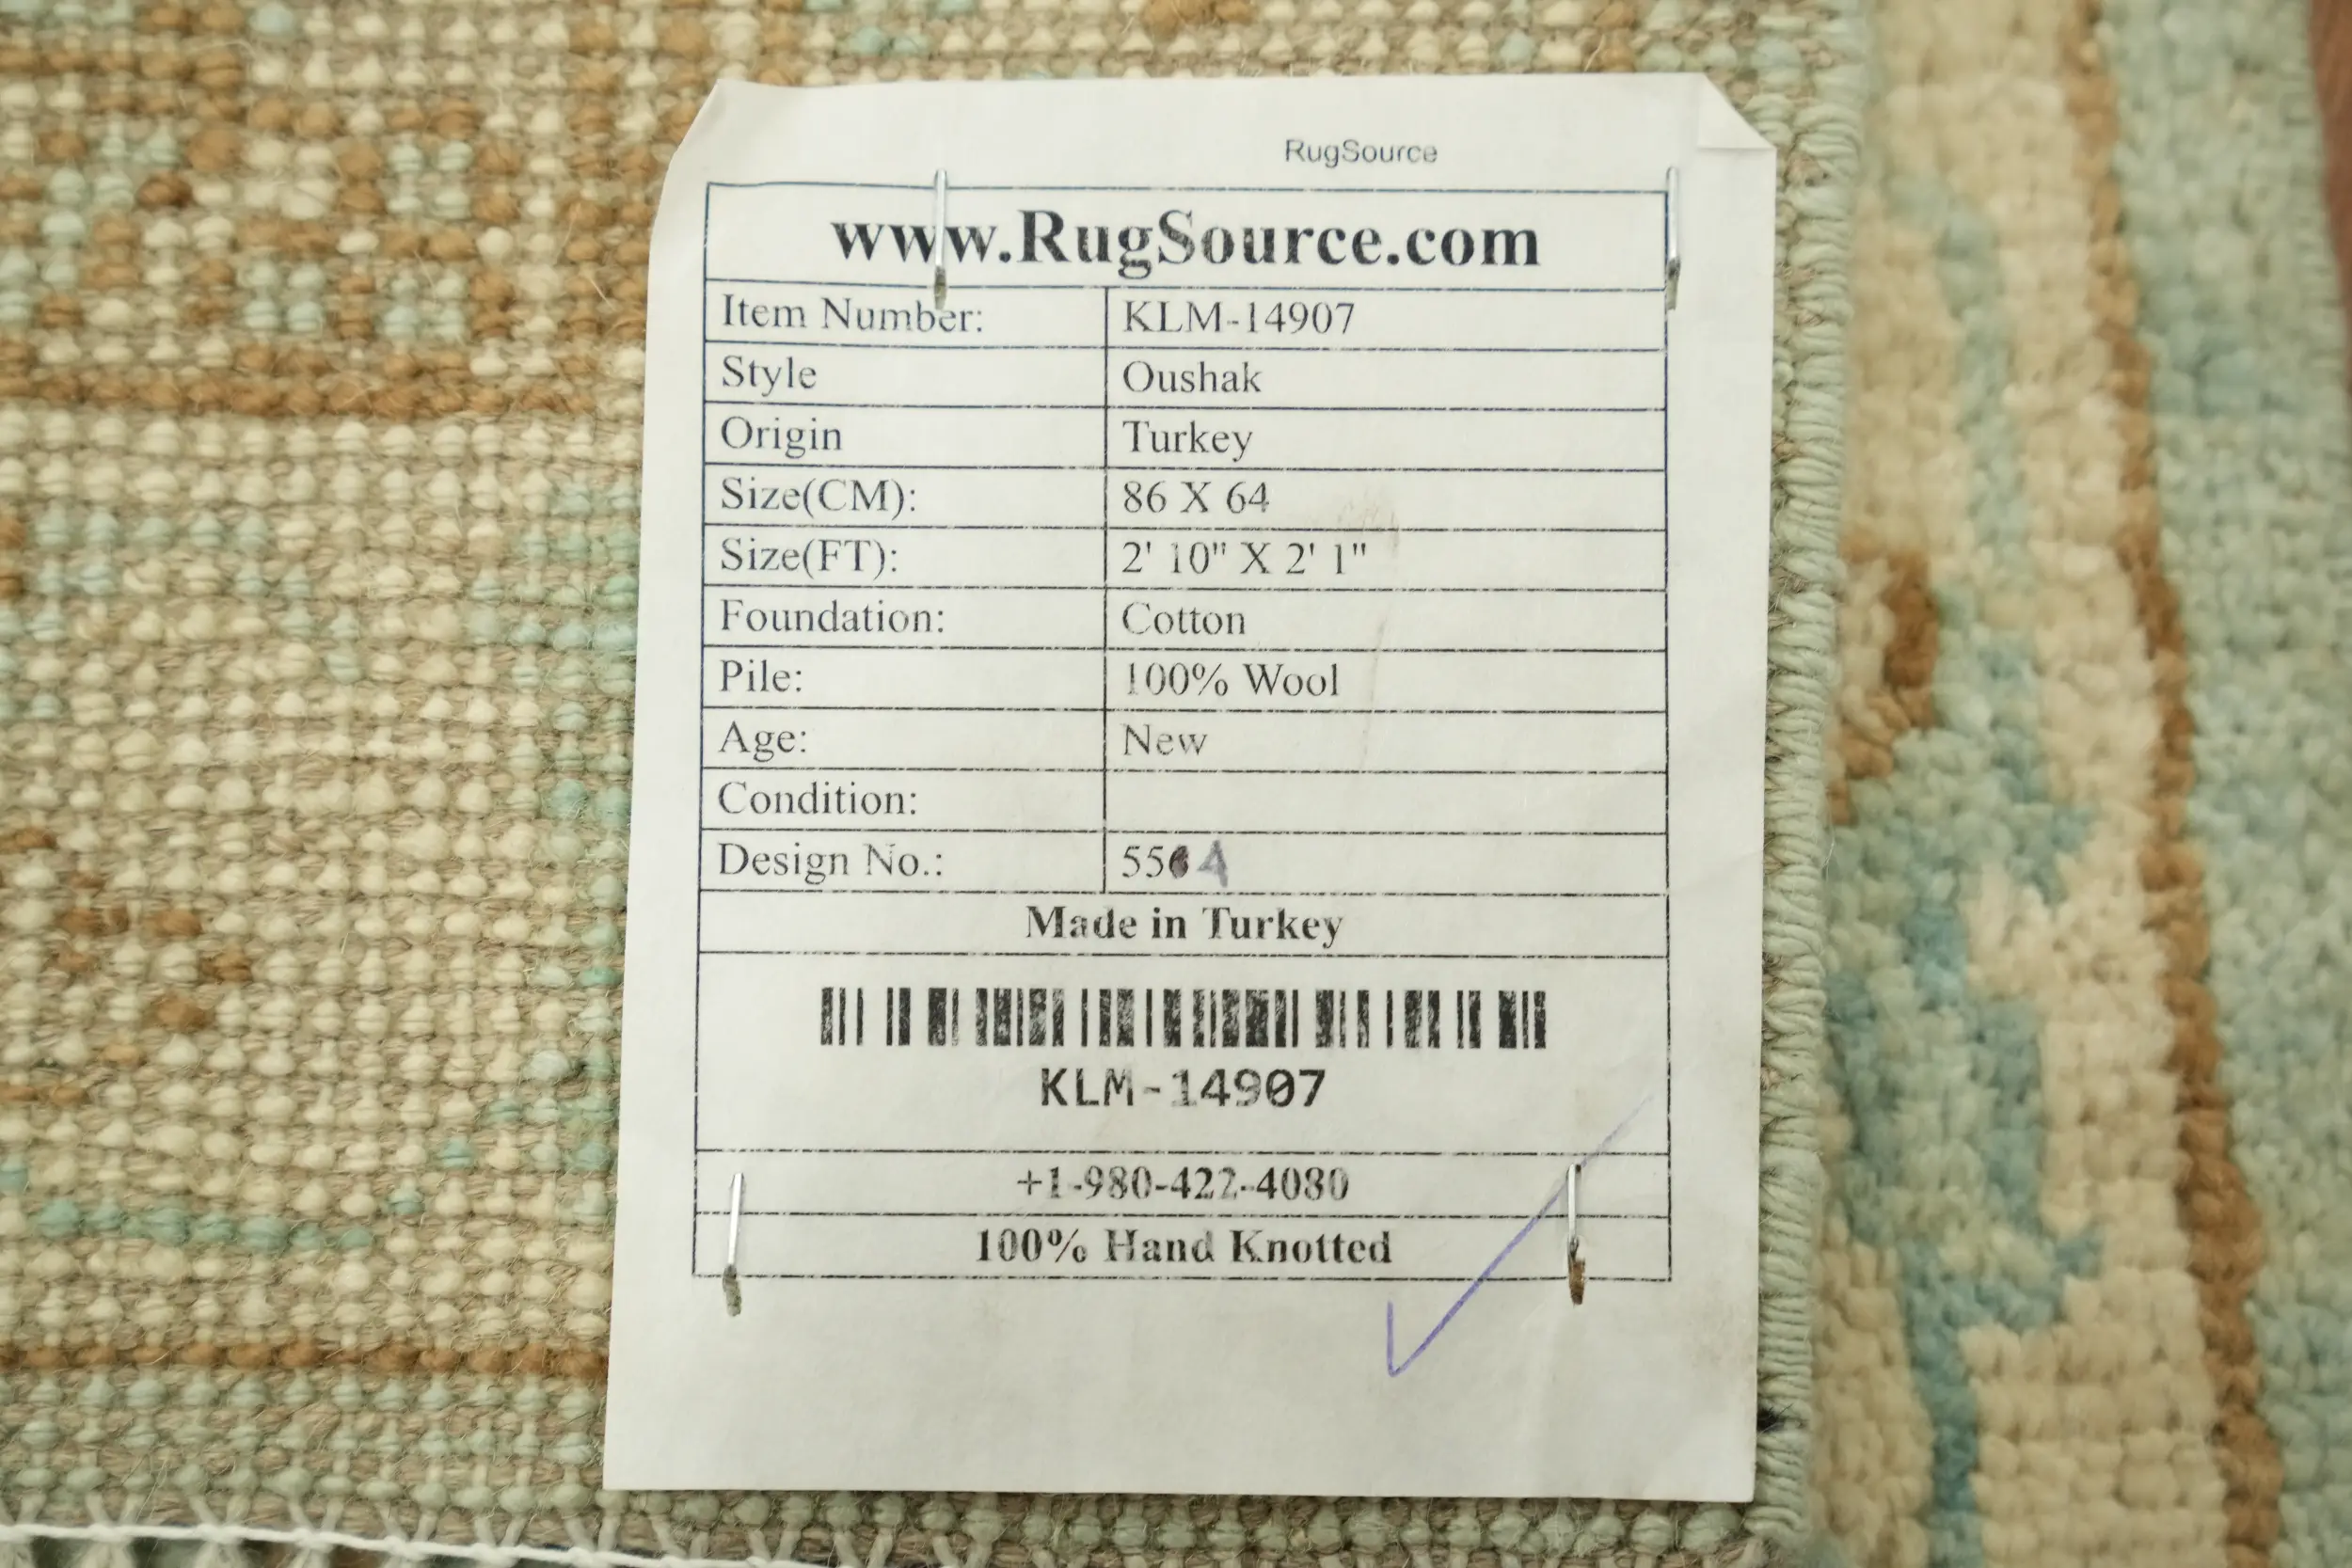 RugSource
www.RugSource.com
Item Number: KLM-14907
Style Oushak
Origin Turkey
Size(CM): 86 X 64
Size(FT): 2' 10" X 2' 1"
Foundation: Cotton
Pile: 100% Wool
Age: New
Condition:
Design No.:
Made in Turkey
KLM-14907
+1-980-422-4080
100% Hand Knotted